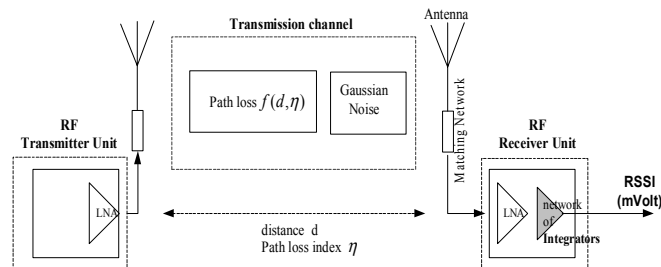 Transmission channel
Antenna
Path loss f(d,η)
Gaussian
Noise
Matching Network
RF
Transmitter Unit
RF
Receiver Unit
LNA
distance d
Path loss index η
LNA
network
of
Integrators
RSSI
(mVolt)